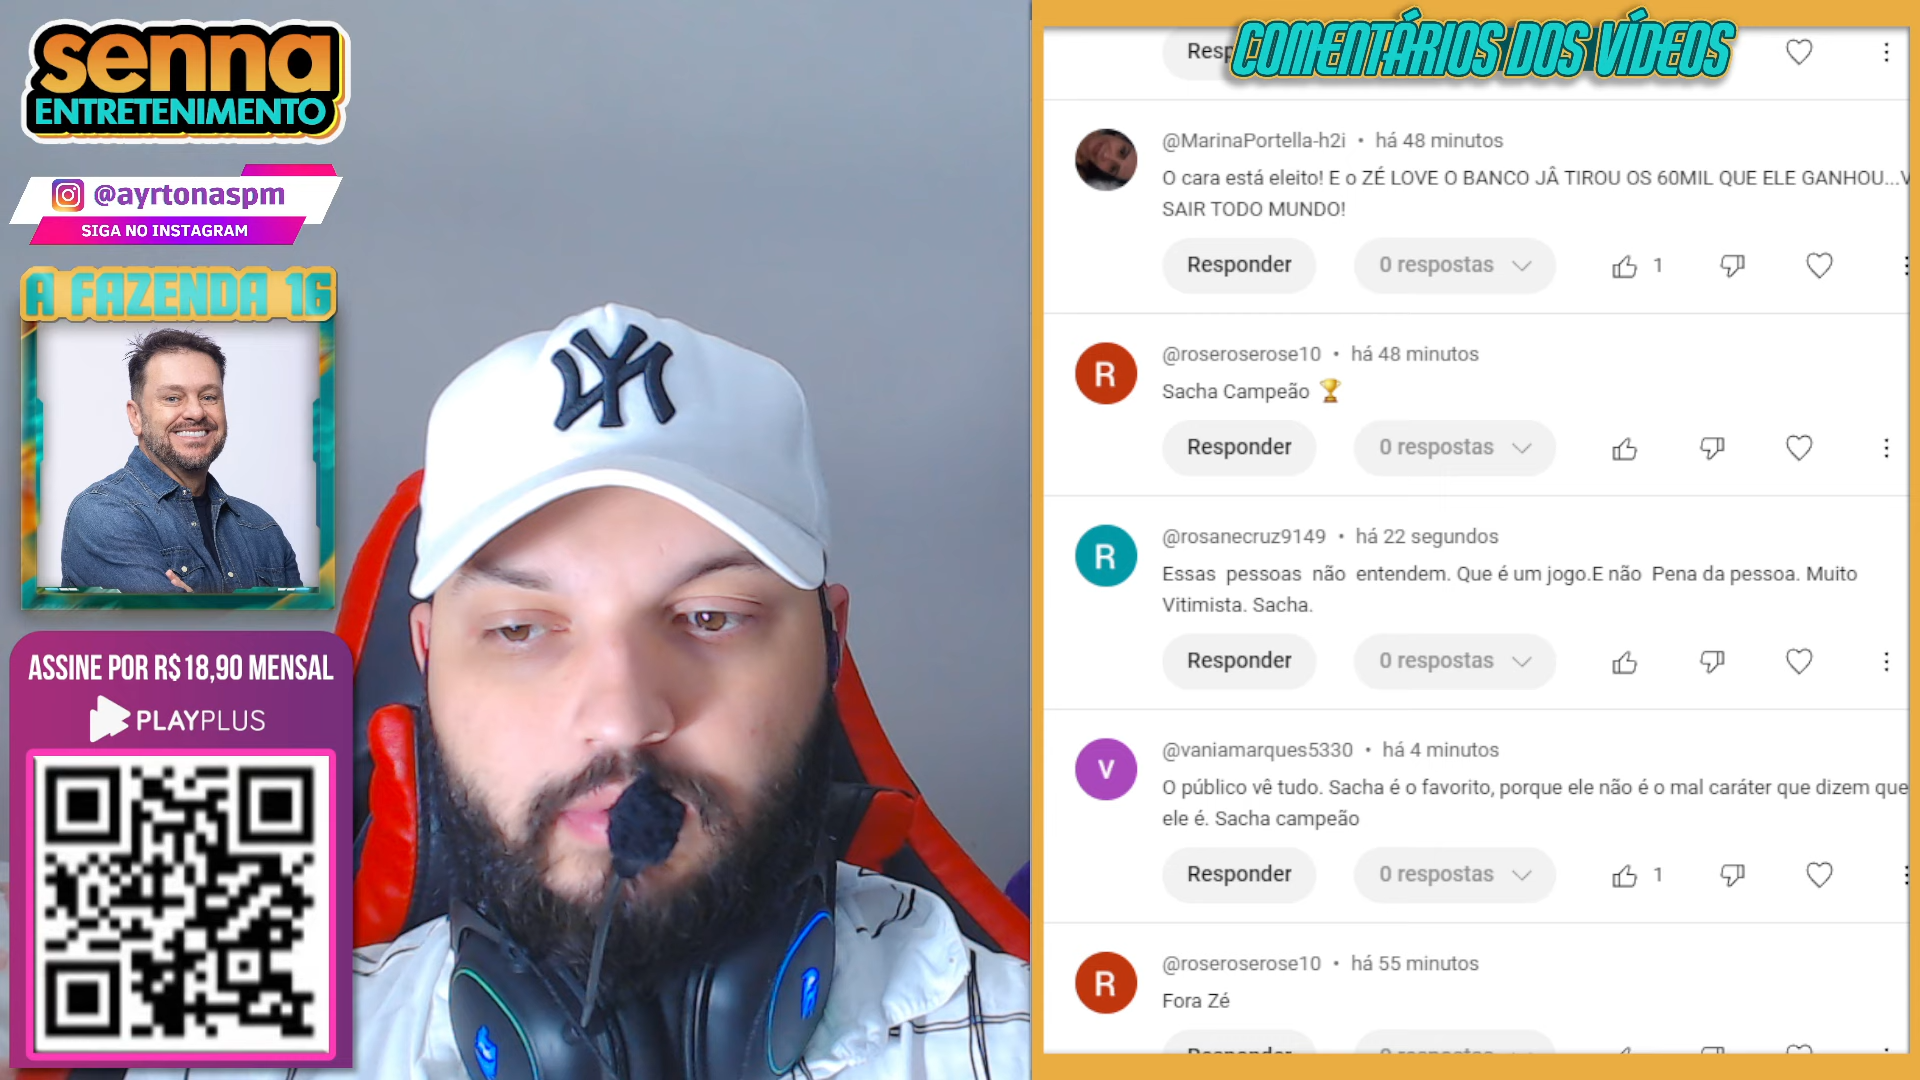 senna
ENTRETENIMENTO
@ayrtonaspm
SIGA NO INSTAGRAM
A FAZENDA 16
ASSINE POR R$18,90 MENSAL
PLAYPLUS
COMENTÁRIOS DOS VÍDEOS
@MarinaPortella-h2i • há 48 minutos
O cara está eleito! E o ZÉ LOVE O BANCO JÂ TIROU OS 60MIL QUE ELE GANHOU...V
SAIR TODO MUNDO!
Responder 0 respostas 1
@roseroserose10 • há 48 minutos
Sacha Campeão 🏆
Responder 0 respostas
@rosanecruz9149 • há 22 segundos
Essas pessoas não entendem. Que é um jogo.E não Pena da pessoa. Muito
Vitimista. Sacha.
Responder 0 respostas
@vaniamarques5330 • há 4 minutos
O público vê tudo. Sacha é o favorito, porque ele não é o mal caráter que dizem que
ele é. Sacha campeão
Responder 0 respostas 1
@roseroserose10 • há 55 minutos
Fora Zé
Responder 0 respostas